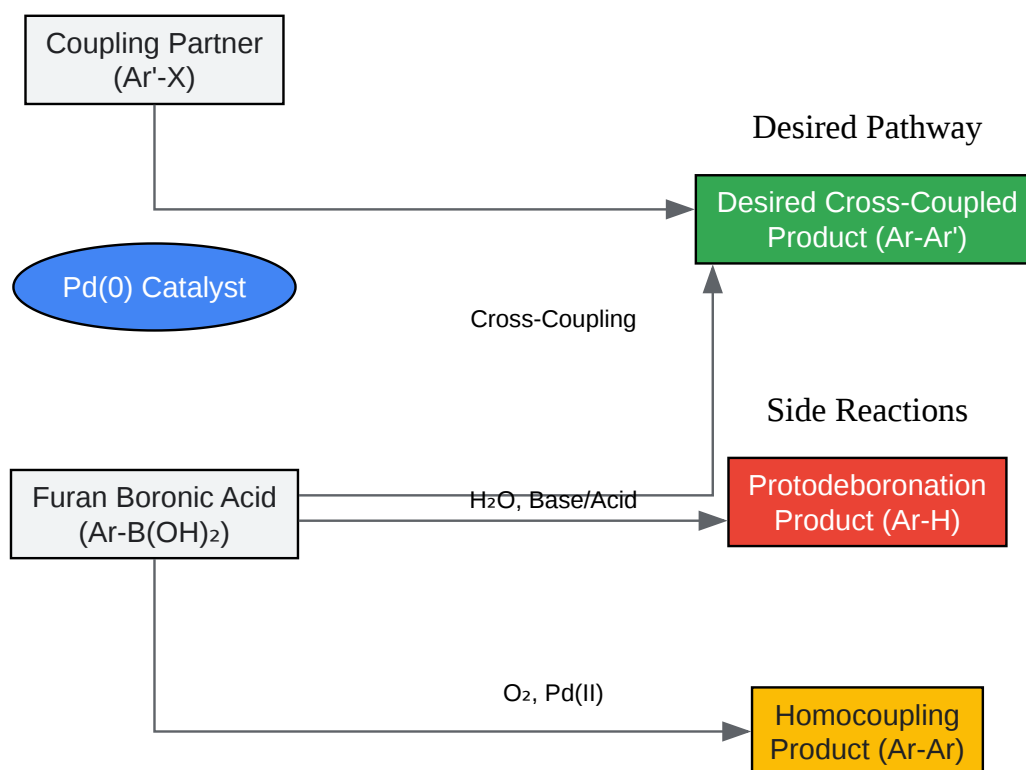 Coupling Partner
(Ar'-X)
Desired Pathway
Desired Cross-Coupled
Product (Ar-Ar')
Pd(0) Catalyst
Cross-Coupling
Side Reactions
Furan Boronic Acid
(Ar-B(OH)₂)
H₂O, Base/Acid
Protodeboronation
Product (Ar-H)
O₂, Pd(II)
Homocoupling
Product (Ar-Ar)